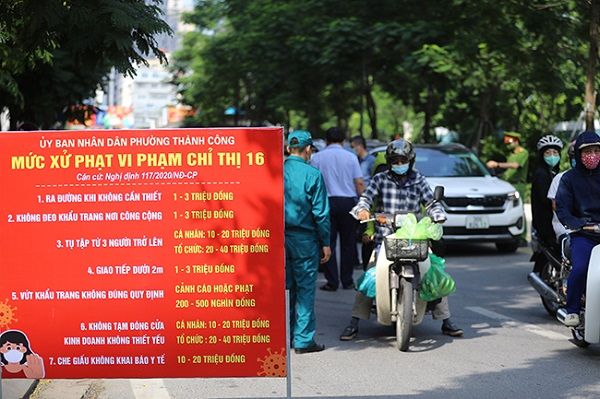 ỦY BAN NHÂN DÂN PHƯỜNG THÀNH CÔNG
MỨC XỬ PHẠT VI PHẠM CHỈ THỊ 16
Căn cứ: Nghị định 117/2020/NĐ-CP
1. RA ĐƯỜNG KHI KHÔNG CẦN THIẾT 1 - 3 TRIỆU ĐỒNG
2. KHÔNG ĐEO KHẨU TRANG NƠI CÔNG CỘNG 1 - 3 TRIỆU ĐỒNG
3. TỤ TẬP TỪ 3 NGƯỜI TRỞ LÊN CÁ NHÂN: 10 - 20 TRIỆU ĐỒNG
TỔ CHỨC: 20 - 40 TRIỆU ĐỒNG
4. GIAO TIẾP DƯỚI 2m 1 - 3 TRIỆU ĐỒNG
5. VỨT KHẨU TRANG KHÔNG ĐÚNG QUY ĐỊNH CẢNH CÁO HOẶC PHẠT
200 - 500 NGHÌN ĐỒNG
6. KHÔNG TẠM ĐÓNG CỬA CÁ NHÂN: 10 - 20 TRIỆU ĐỒNG
KINH DOANH KHÔNG THIẾT YẾU TỔ CHỨC : 20 - 40 TRIỆU ĐỒNG
7. CHE GIẤU KHÔNG KHAI BÁO Y TẾ 10 - 20 TRIỆU ĐỒNG